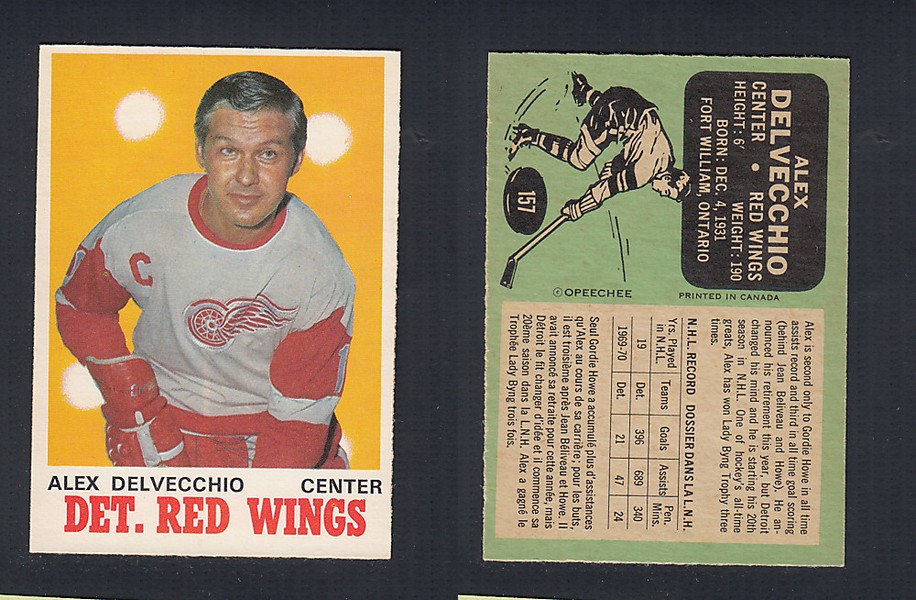 C
ALEX DELVECCHIO CENTER
DET. RED WINGS
ALEX
DELVECCHIO
CENTER • RED WINGS
HEIGHT: 6' WEIGHT: 190
BORN: DEC. 4, 1931
FORT WILLIAM, ONTARIO
157
©OPEECHEE
PRINTED IN CANADA
Alex is second only to Gordie Howe in all time
assists record and third in all time goal scoring
(behind Jean Beliveau and Howe). He an-
nounced his retirement this year, but Detroit
changed his mind and he is starting his 20th
season in N.H.L. One of hockey's all-time
greats, Alex has won Lady Byng Trophy three
times.
N.H.L. RECORD DOSSIER DANS LA L.N.H.
Yrs. Played Teams Goals Assists Pen.
in N.H.L. Mins.
19 Det. 396 689 340
1969-70 Det. 21 47 24
Seul Gordie Howe a accumulé plus d'assistances
qu'Alex au cours de sa carrière; pour les buts,
il est troisième après Jean Béliveau et Howe. Il
avait annoncé sa retraite pour cette année, mais
Détroit le fit changer d'idée et il commence sa
20ème saison dans la L.N.H. Alex a gagné le
Trophée Lady Byng trois fois.